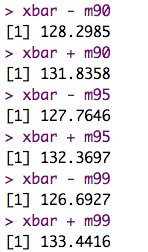 > xbar - m90
[1] 128.2985
> xbar + m90
[1] 131.8358
> xbar - m95
[1] 127.7646
> xbar + m95
[1] 132.3697
> xbar - m99
[1] 126.6927
> xbar + m99
[1] 133.4416